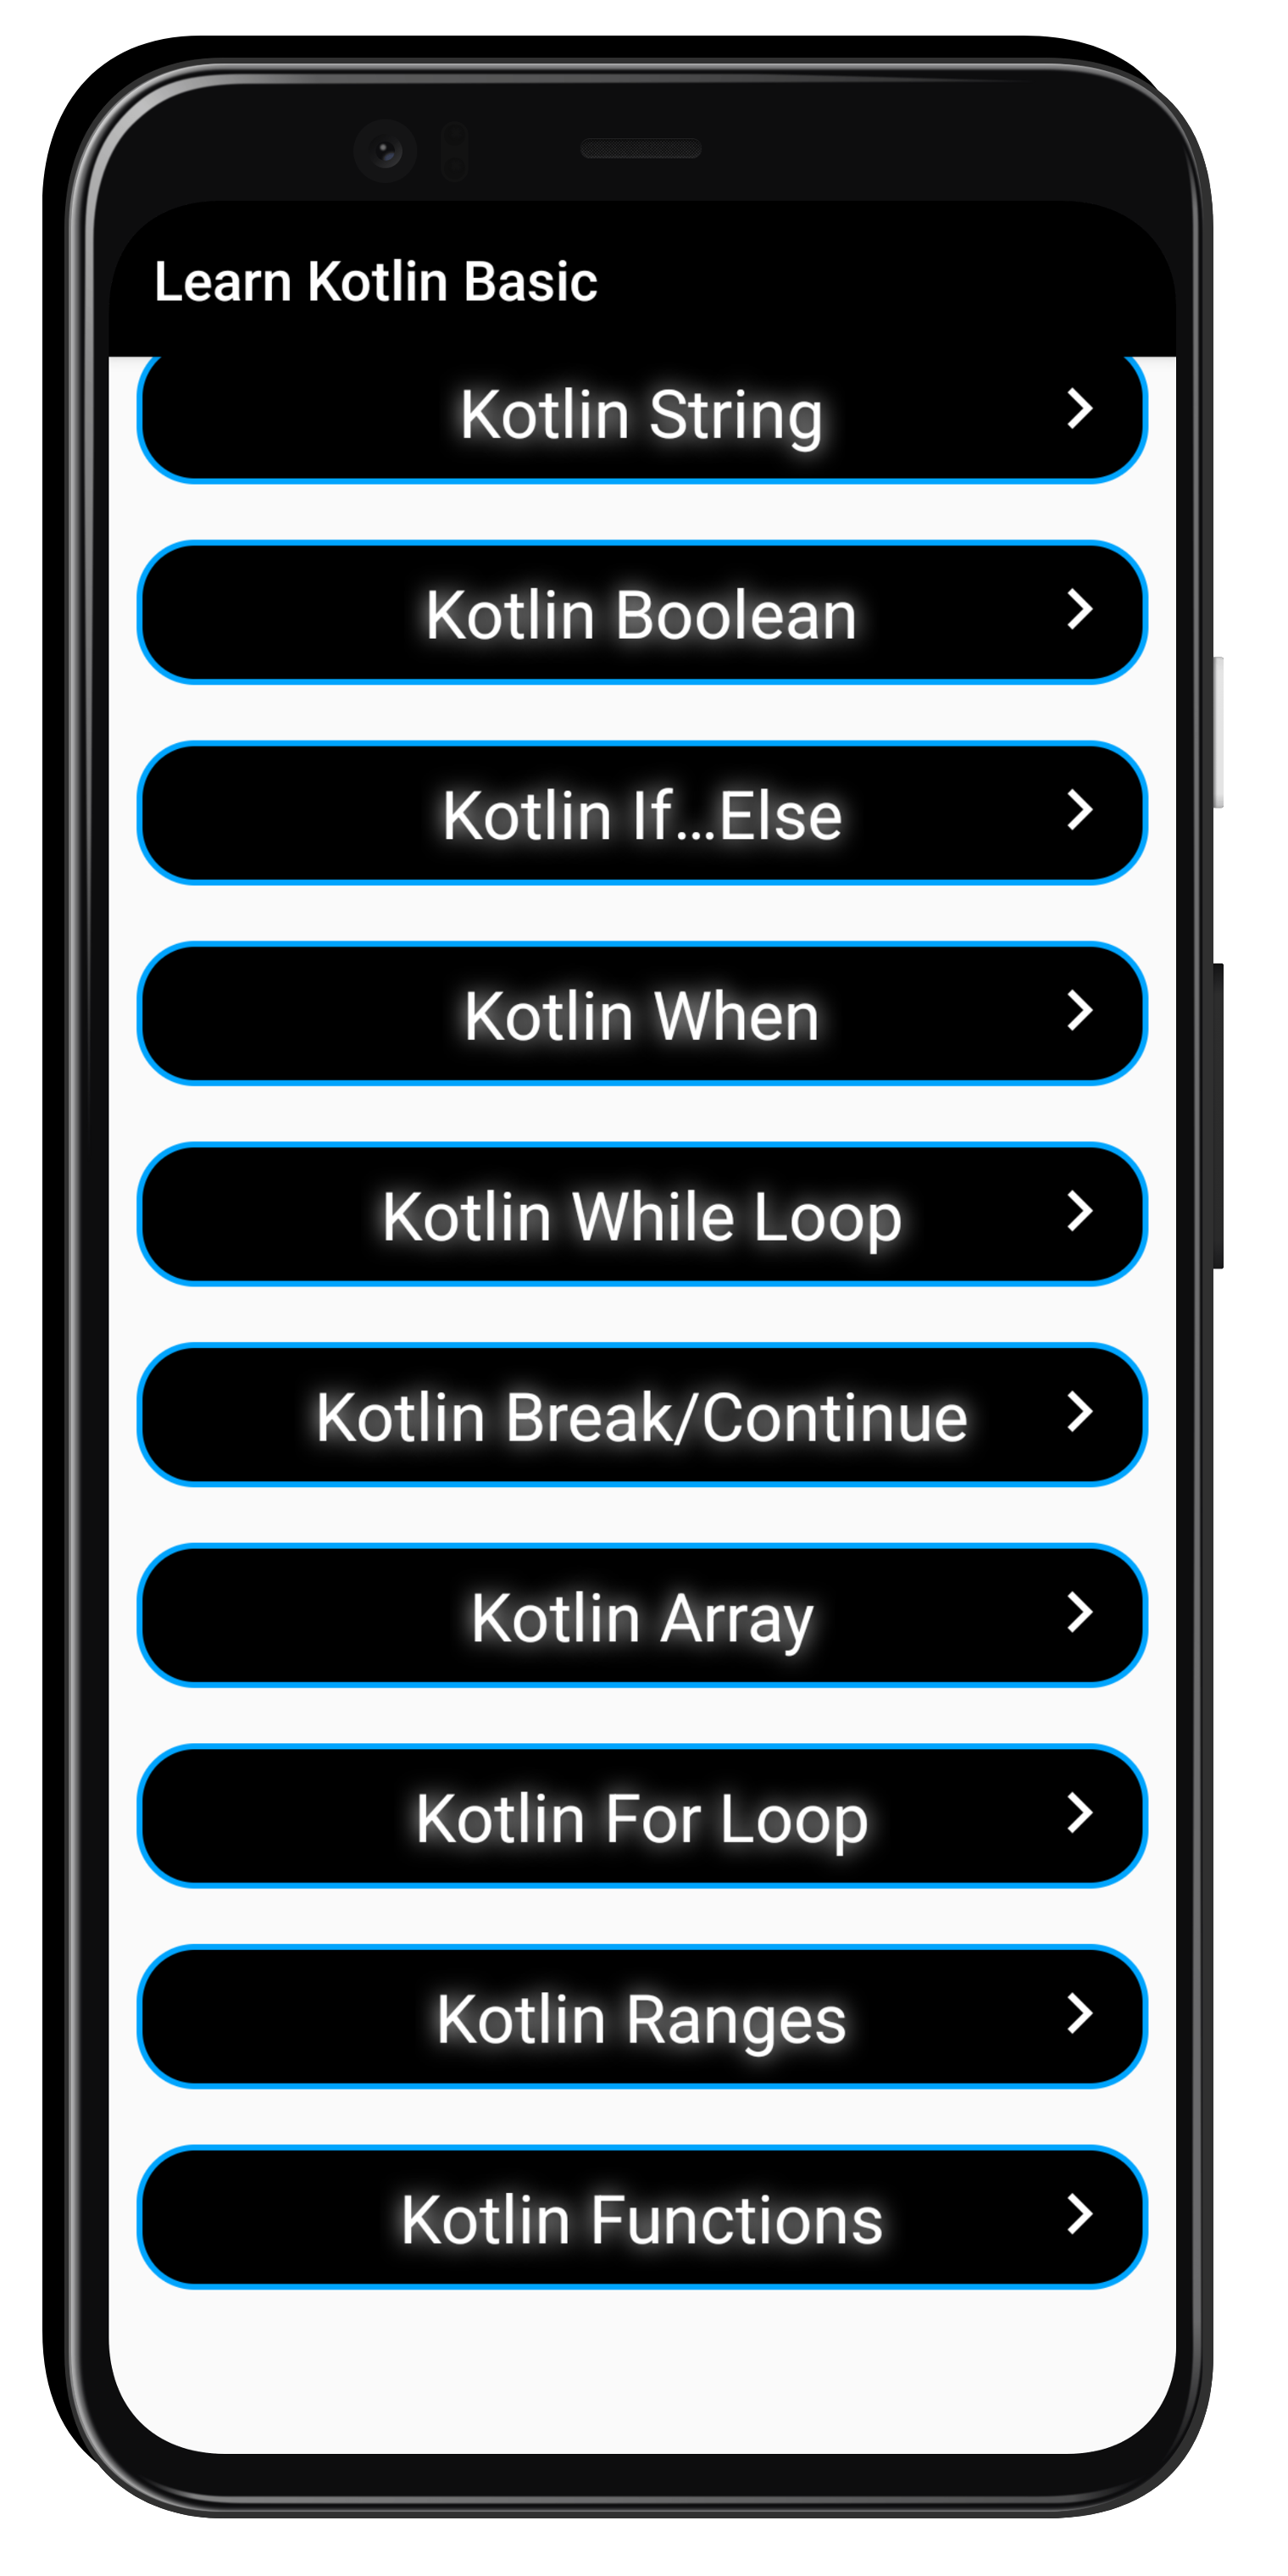 Learn Kotlin Basic
Kotlin String
Kotlin Boolean
Kotlin If...Else
Kotlin When
Kotlin While Loop
Kotlin Break/Continue
Kotlin Array
Kotlin For Loop
Kotlin Ranges
Kotlin Functions